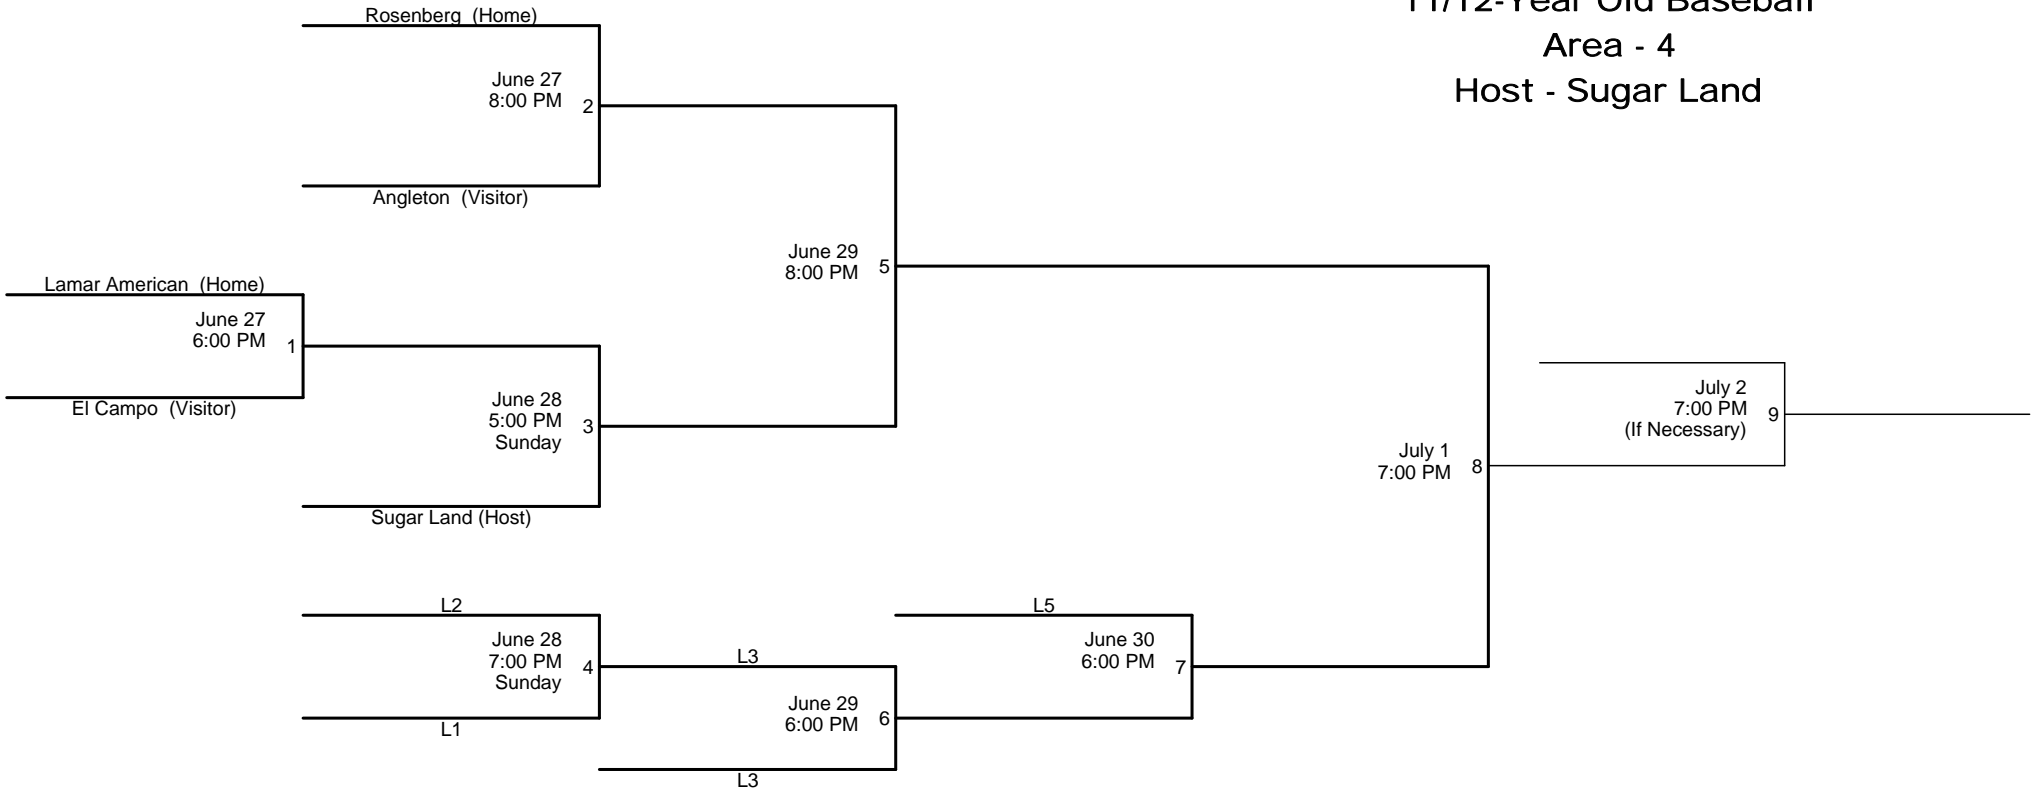 11/12-Year Old Baseball
Area - 4
Host - Sugar Land
Rosenberg (Home)
June 27
8:00 PM
2
Angleton (Visitor)
June 29
8:00 PM
5
Lamar American (Home)
June 27
6:00 PM
1
El Campo (Visitor)
June 28
5:00 PM
Sunday
3
Sugar Land (Host)
July 2
7:00 PM
(If Necessary)
9
July 1
7:00 PM
8
L2
June 28
7:00 PM
Sunday
4
L1
L3
June 29
6:00 PM
6
L3
L5
June 30
6:00 PM
7